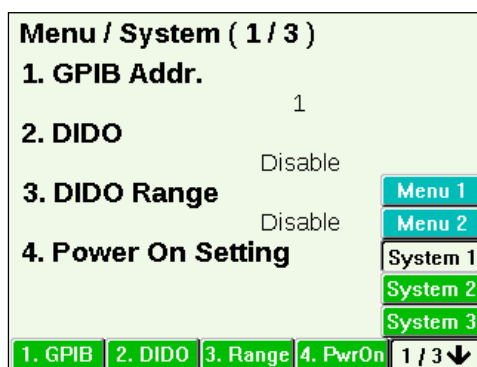 Menu / System ( 1 / 3 )
1. GPIB Addr.
1
2. DIDO
Disable
3. DIDO Range
Disable
4. Power On Setting
Menu 1
Menu 2
System 1
System 2
System 3
1. GPIB 2. DIDO 3. Range 4. PwrOn 1 / 3